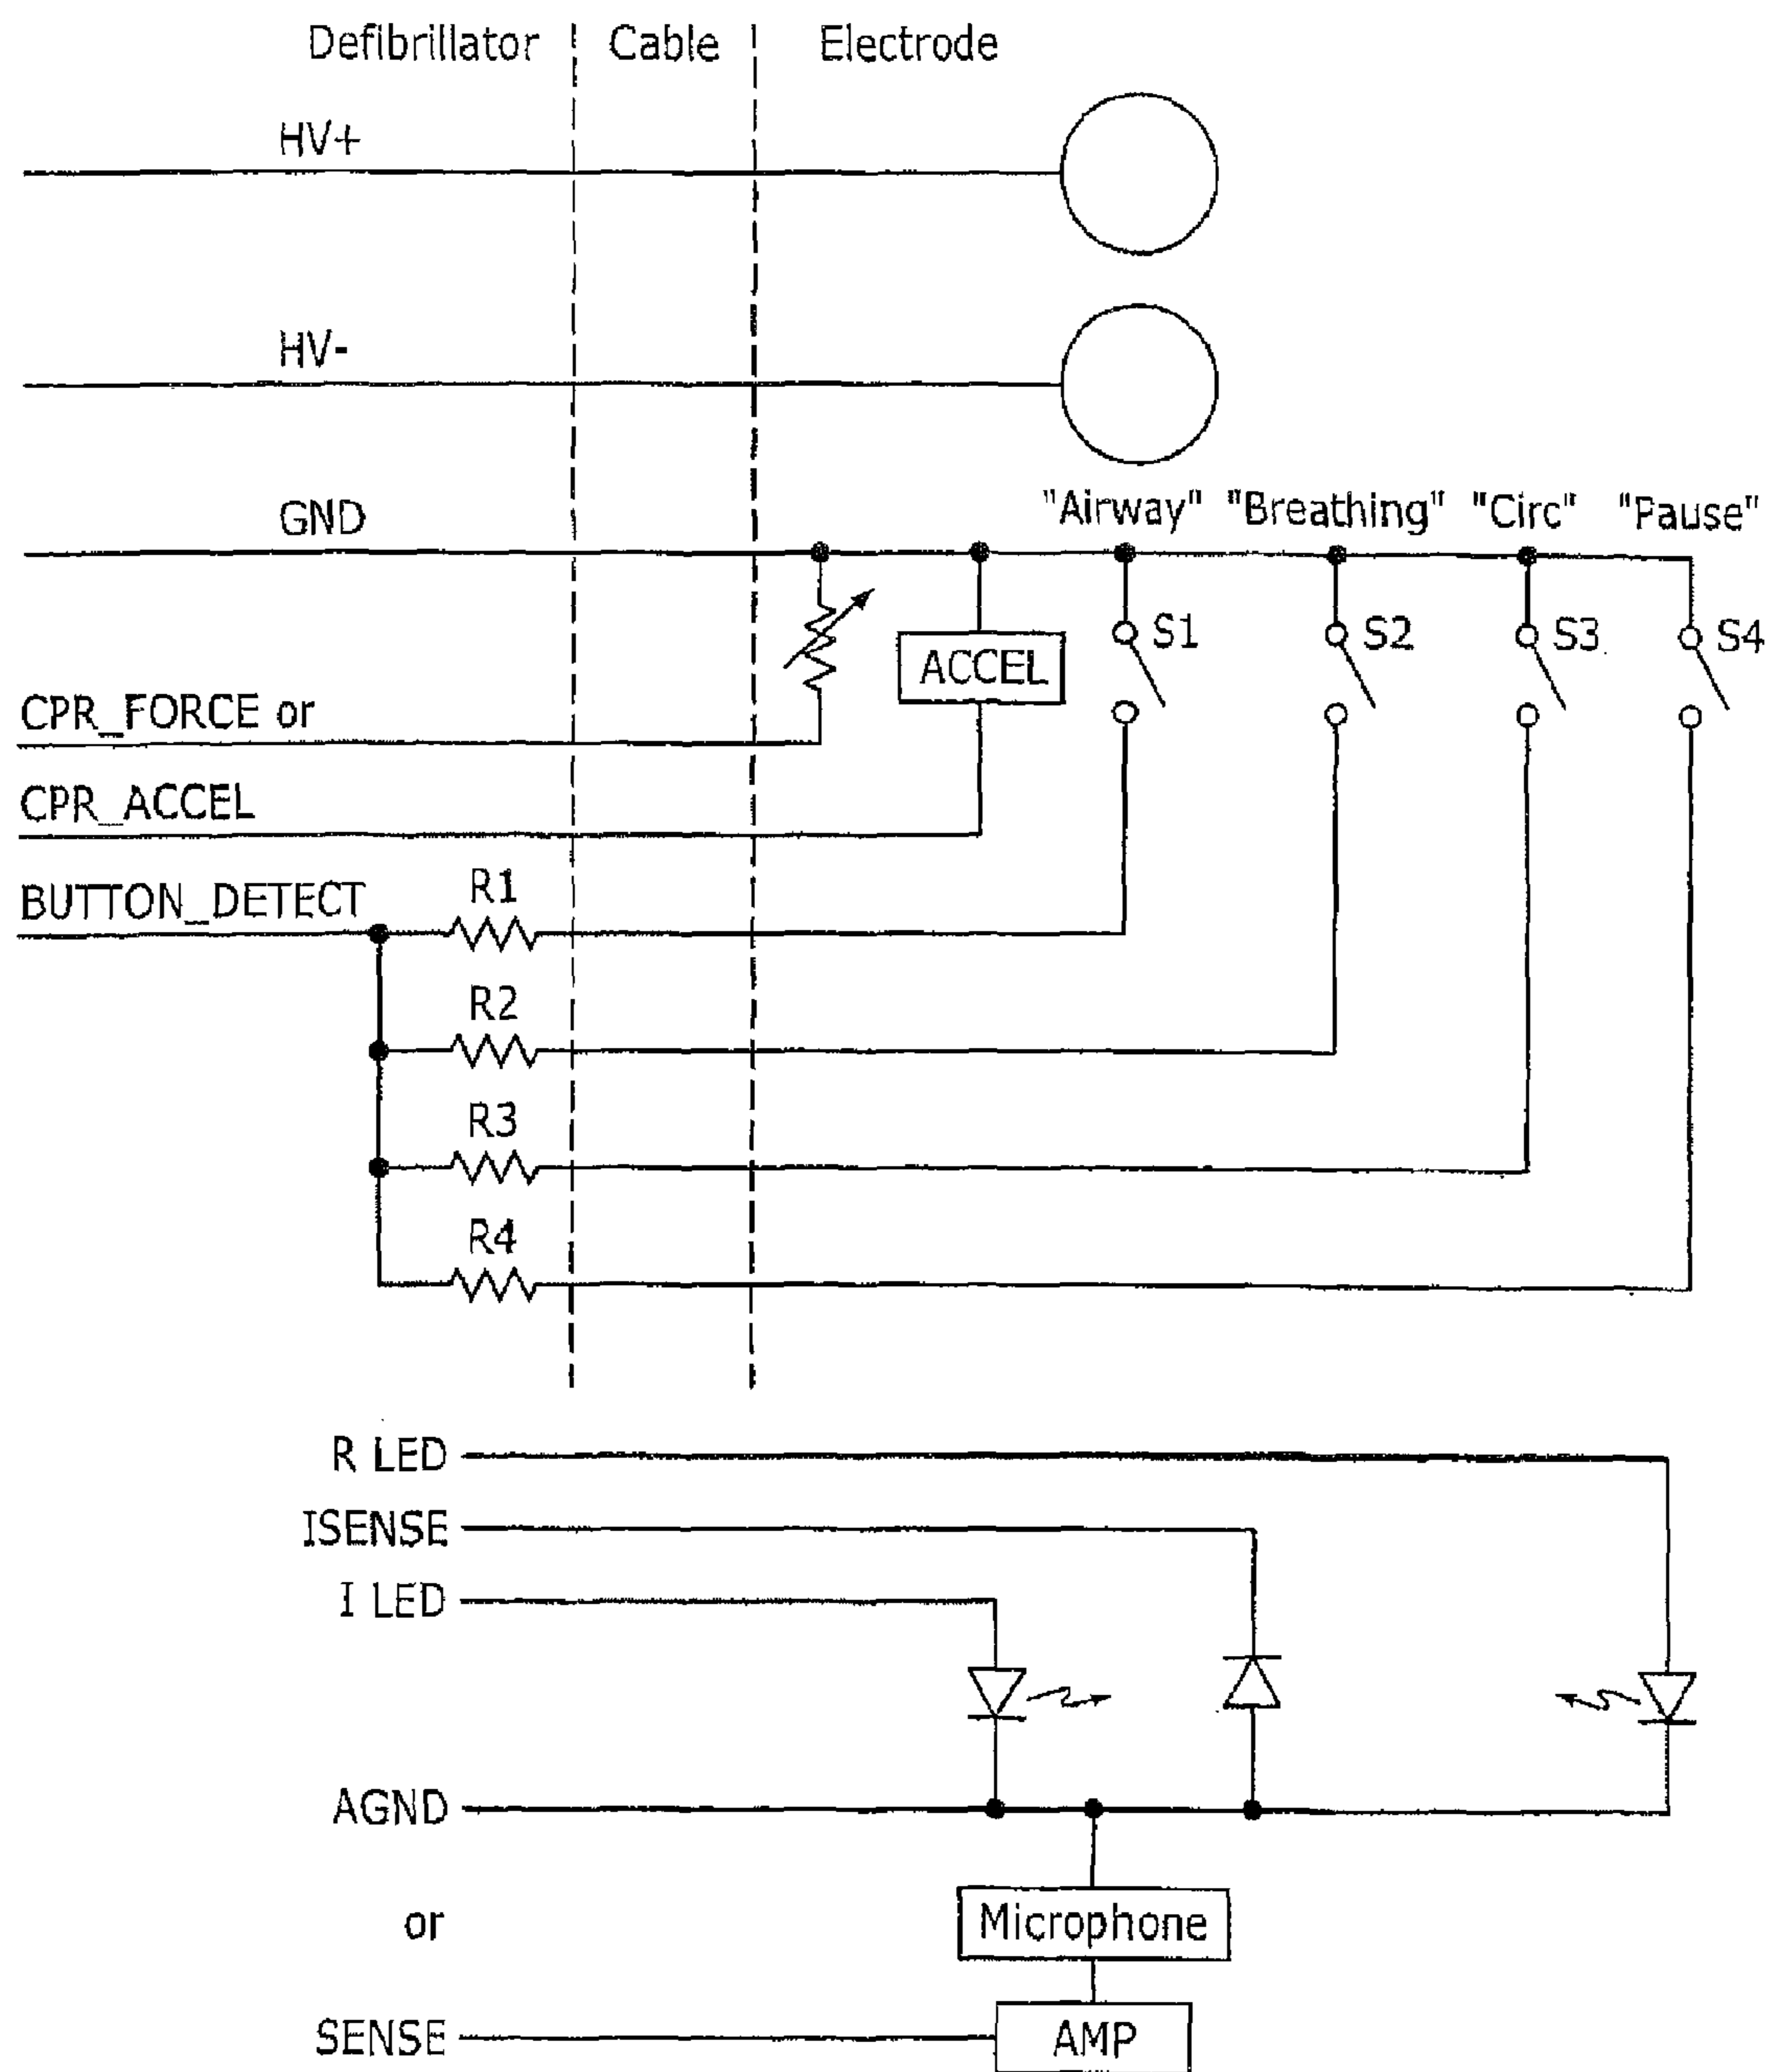 Defibrillator Cable Electrode
HV+
HV-
GND
"Airway" "Breathing" "Circ" "Pause"
S1 S2 S3 S4
ACCEL
CPR_FORCE or
CPR_ACCEL
BUTTON_DETECT
R1
R2
R3
R4
R LED
ISENSE
I LED
AGND
or
Microphone
SENSE
AMP